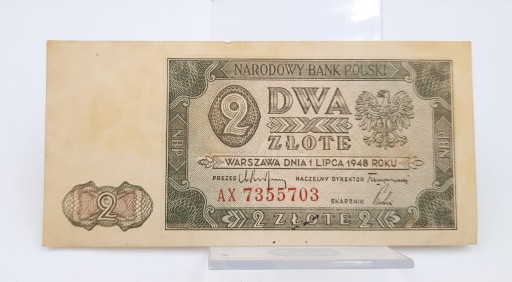 NARODOWY BANK POLSKI
2 DWA
ZŁOTE
NBP
NBP
WARSZAWA DNIA 1 LIPCA 1948 ROKU
PREZES NACZELNY DYREKTOR
AX 7355703
SKARBNIK
2
2 ZŁOTE 2